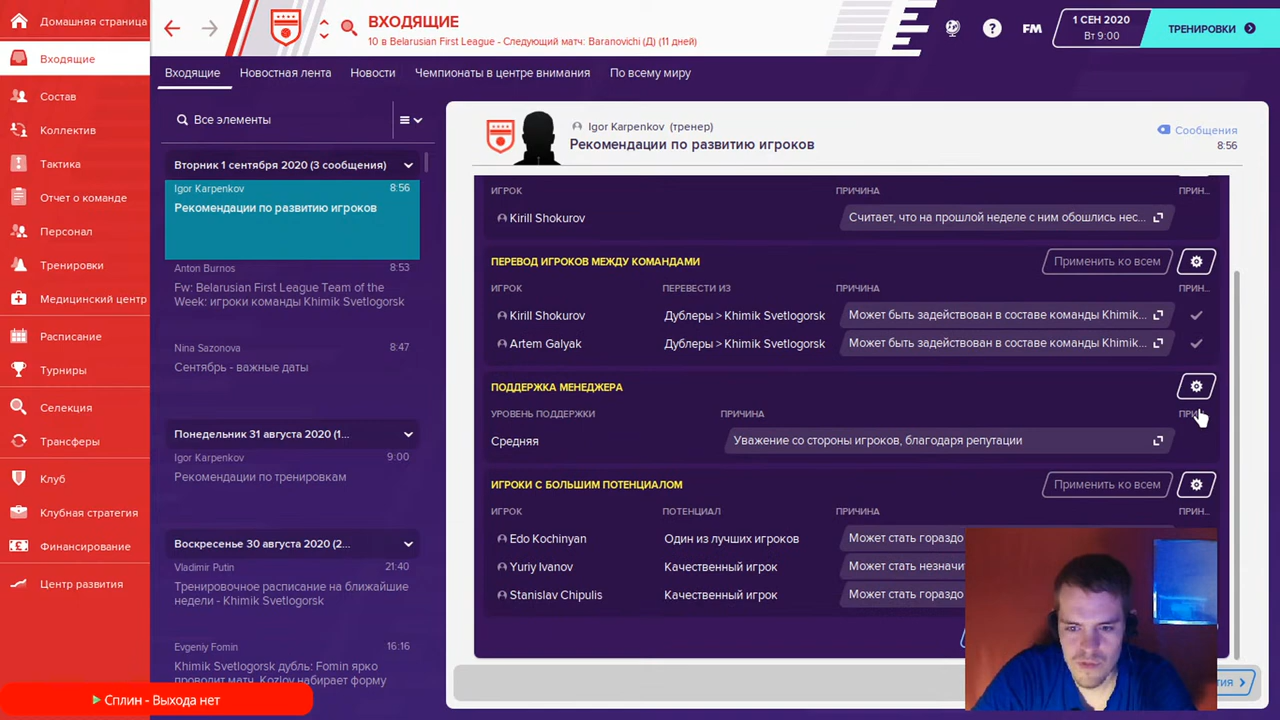 Домашняя страница
Входящие
Состав
Коллектив
Тактика
Отчет о команде
Персонал
Тренировки
Медицинский центр
Расписание
Турниры
Селекция
Трансферы
Клуб
Клубная стратегия
Финансирование
Центр развития
Сплин - Выхода нет
ВХОДЯЩИЕ
10 в Belarusian First League - Следующий матч: Baranovichi (Д) (11 дней)
?
FM
1 СЕН 2020
Вт 9:00
ТРЕНИРОВКИ
Входящие
Новостная лента
Новости
Чемпионаты в центре внимания
По всему миру
Все элементы
Вторник 1 сентября 2020 (3 сообщения)
Igor Karpenkov 8:56
Рекомендации по развитию игроков
Anton Burnos 8:53
Fw: Belarusian First League Team of the
Week: игроки команды Khimik Svetlogorsk
Nina Sazonova 8:47
Сентябрь - важные даты
Понедельник 31 августа 2020 (1...
Igor Karpenkov 9:00
Рекомендации по тренировкам
Воскресенье 30 августа 2020 (2...
Vladimir Putin 21:40
Тренировочное расписание на ближайшие
недели - Khimik Svetlogorsk
Evgeniy Fomin 16:16
Khimik Svetlogorsk дубль: Fomin ярко
проводит матч, Kozlov набирает форму
Igor Karpenkov (тренер)
Рекомендации по развитию игроков
Сообщения
8:56
ИГРОК ПРИЧИНА ПРИН...
Kirill Shokurov Считает, что на прошлой неделе с ним обошлись нес...
ПЕРЕВОД ИГРОКОВ МЕЖДУ КОМАНДАМИ Применить ко всем
ИГРОК ПЕРЕВЕСТИ ИЗ ПРИЧИНА ПРИН...
Kirill Shokurov Дублеры > Khimik Svetlogorsk Может быть задействован в составе команды Khimik...
Artem Galyak Дублеры > Khimik Svetlogorsk Может быть задействован в составе команды Khimik...
ПОДДЕРЖКА МЕНЕДЖЕРА
УРОВЕНЬ ПОДДЕРЖКИ ПРИЧИНА
Средняя Уважение со стороны игроков, благодаря репутации
ИГРОКИ С БОЛЬШИМ ПОТЕНЦИАЛОМ Применить ко всем
ИГРОК ПОТЕНЦИАЛ ПРИЧИНА ПРИН...
Edo Kochinyan Один из лучших игроков Может стать гораздо
Yuriy Ivanov Качественный игрок Может стать незначи
Stanislav Chipulis Качественный игрок Может стать гораздо